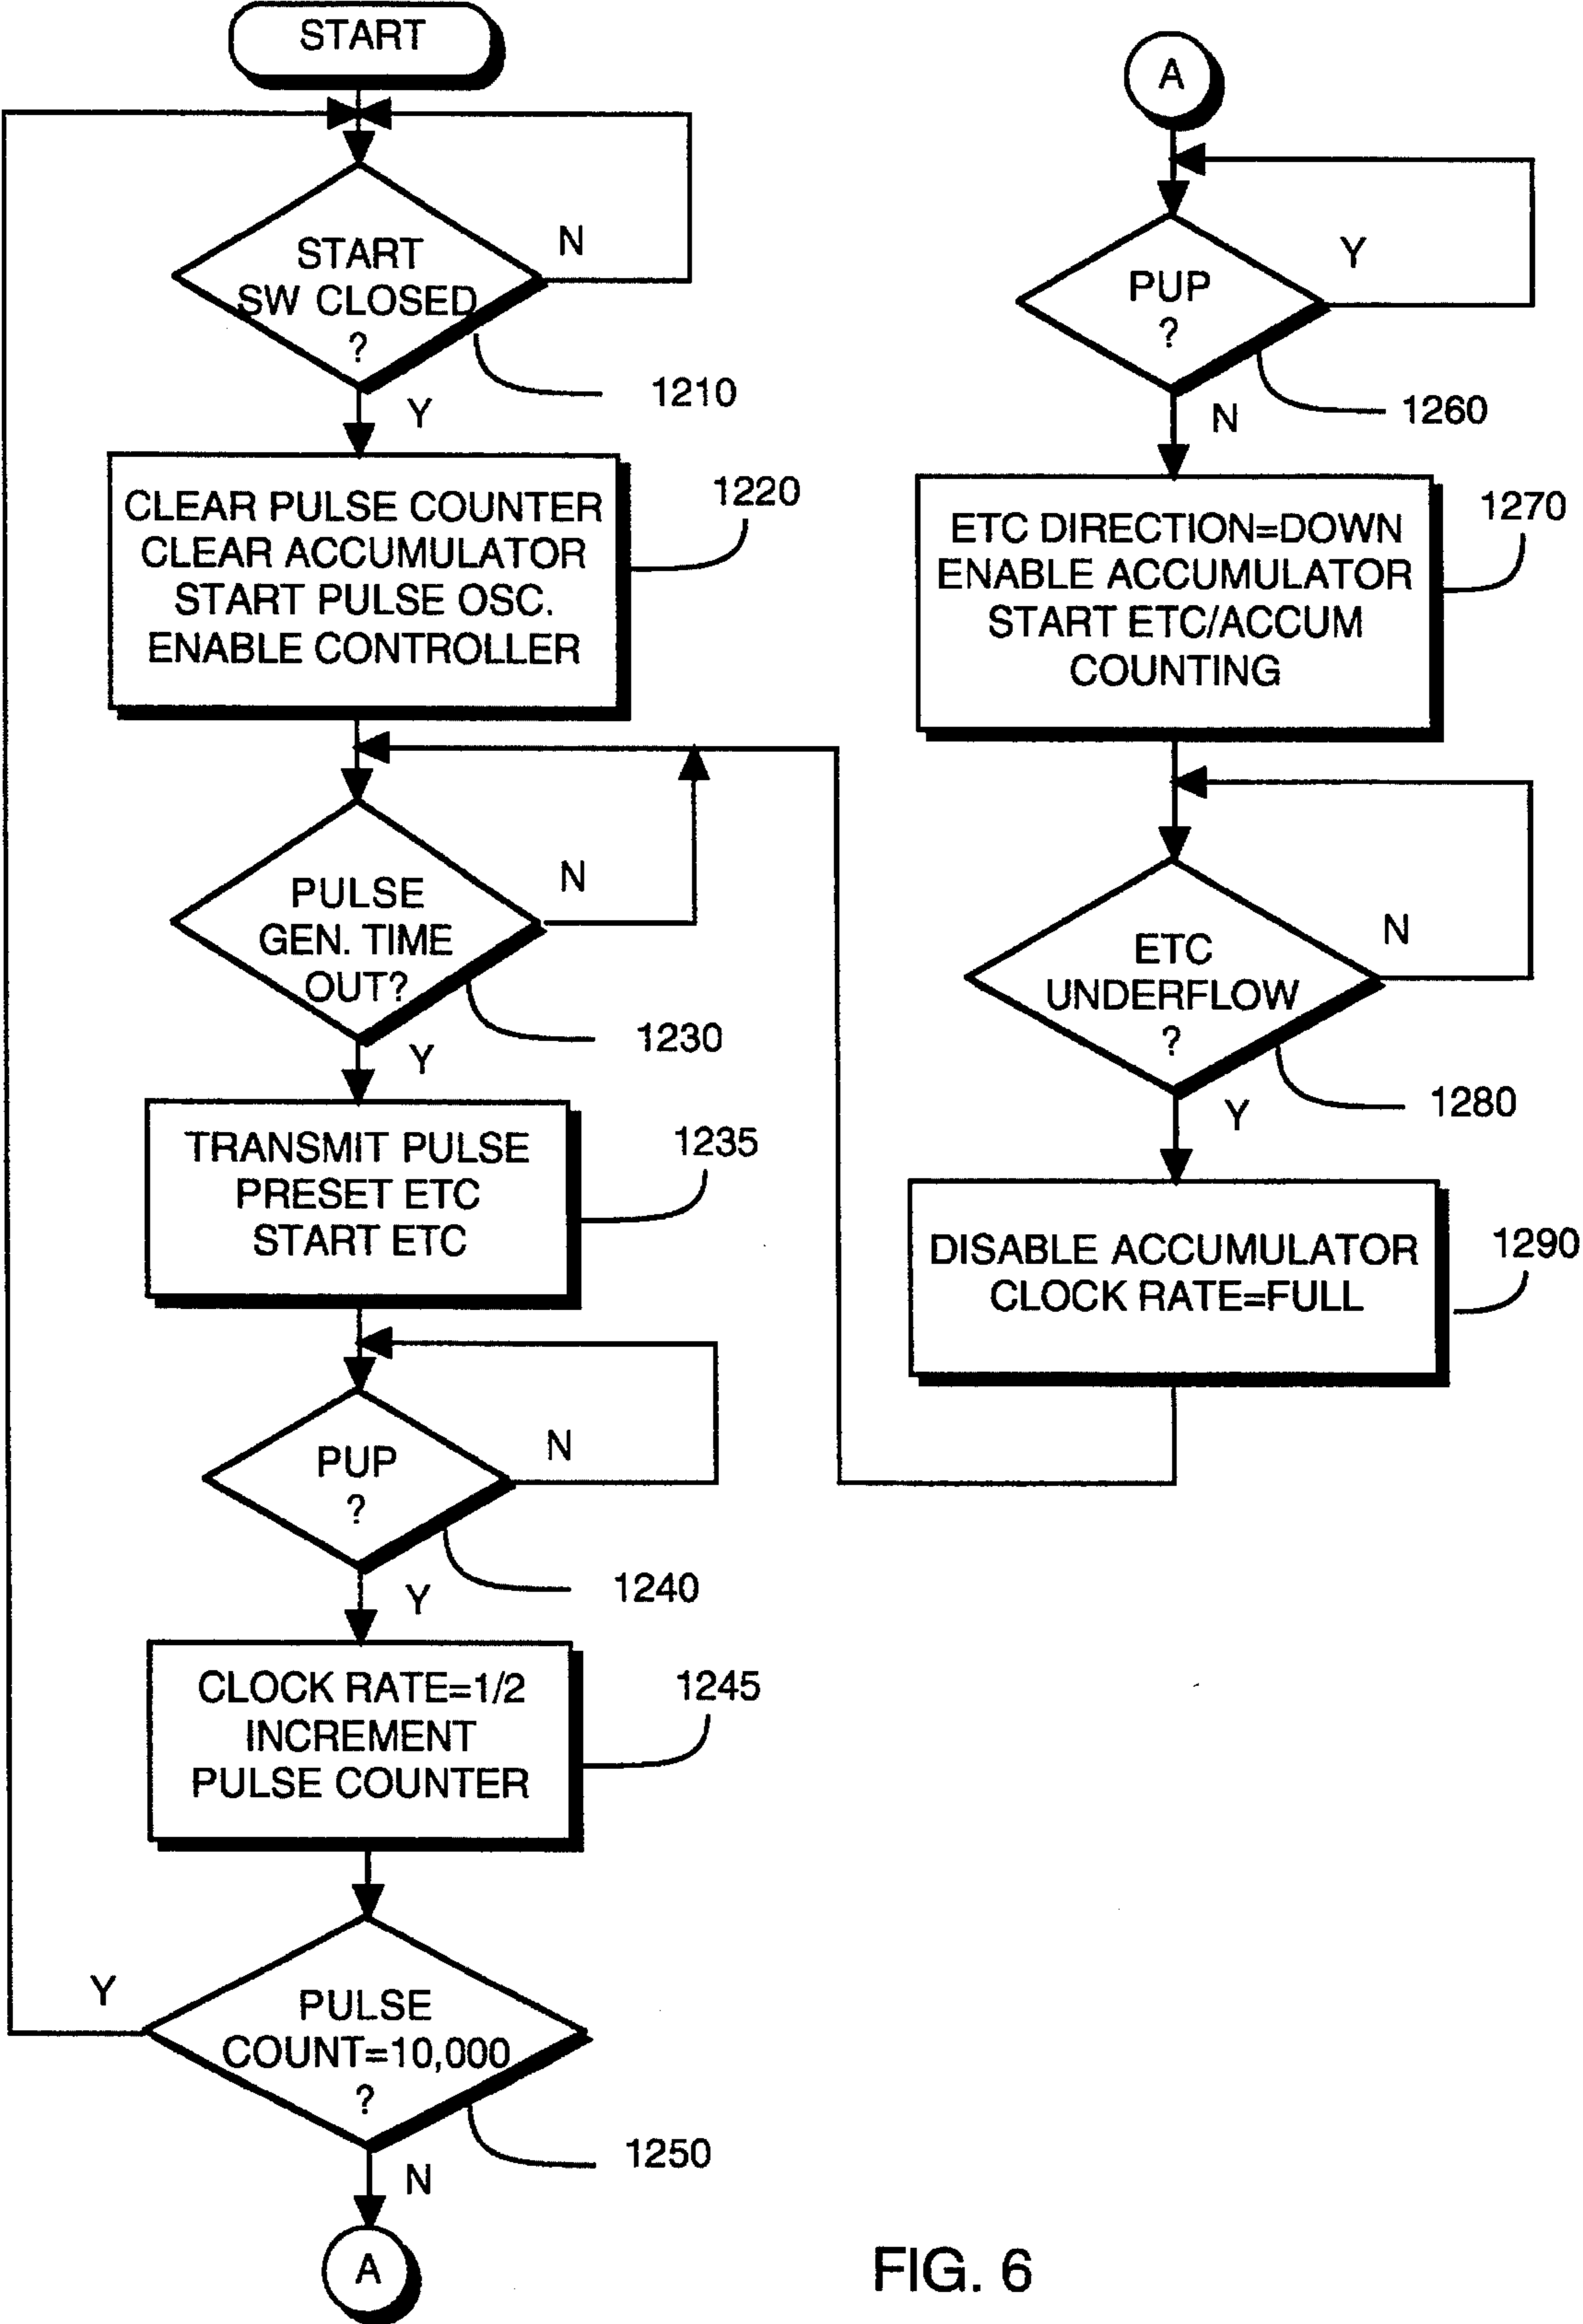 START
START
SW CLOSED
?
N
1210
Y
CLEAR PULSE COUNTER
CLEAR ACCUMULATOR
START PULSE OSC.
ENABLE CONTROLLER
1220
PULSE
GEN. TIME
OUT?
N
1230
Y
TRANSMIT PULSE
PRESET ETC
START ETC
1235
PUP
?
N
1240
Y
CLOCK RATE=1/2
INCREMENT
PULSE COUNTER
1245
Y
PULSE
COUNT=10,000
?
1250
N
A
A
PUP
?
Y
1260
N
ETC DIRECTION=DOWN
ENABLE ACCUMULATOR
START ETC/ACCUM
COUNTING
1270
ETC
UNDERFLOW
?
N
1280
Y
DISABLE ACCUMULATOR
CLOCK RATE=FULL
1290
FIG. 6